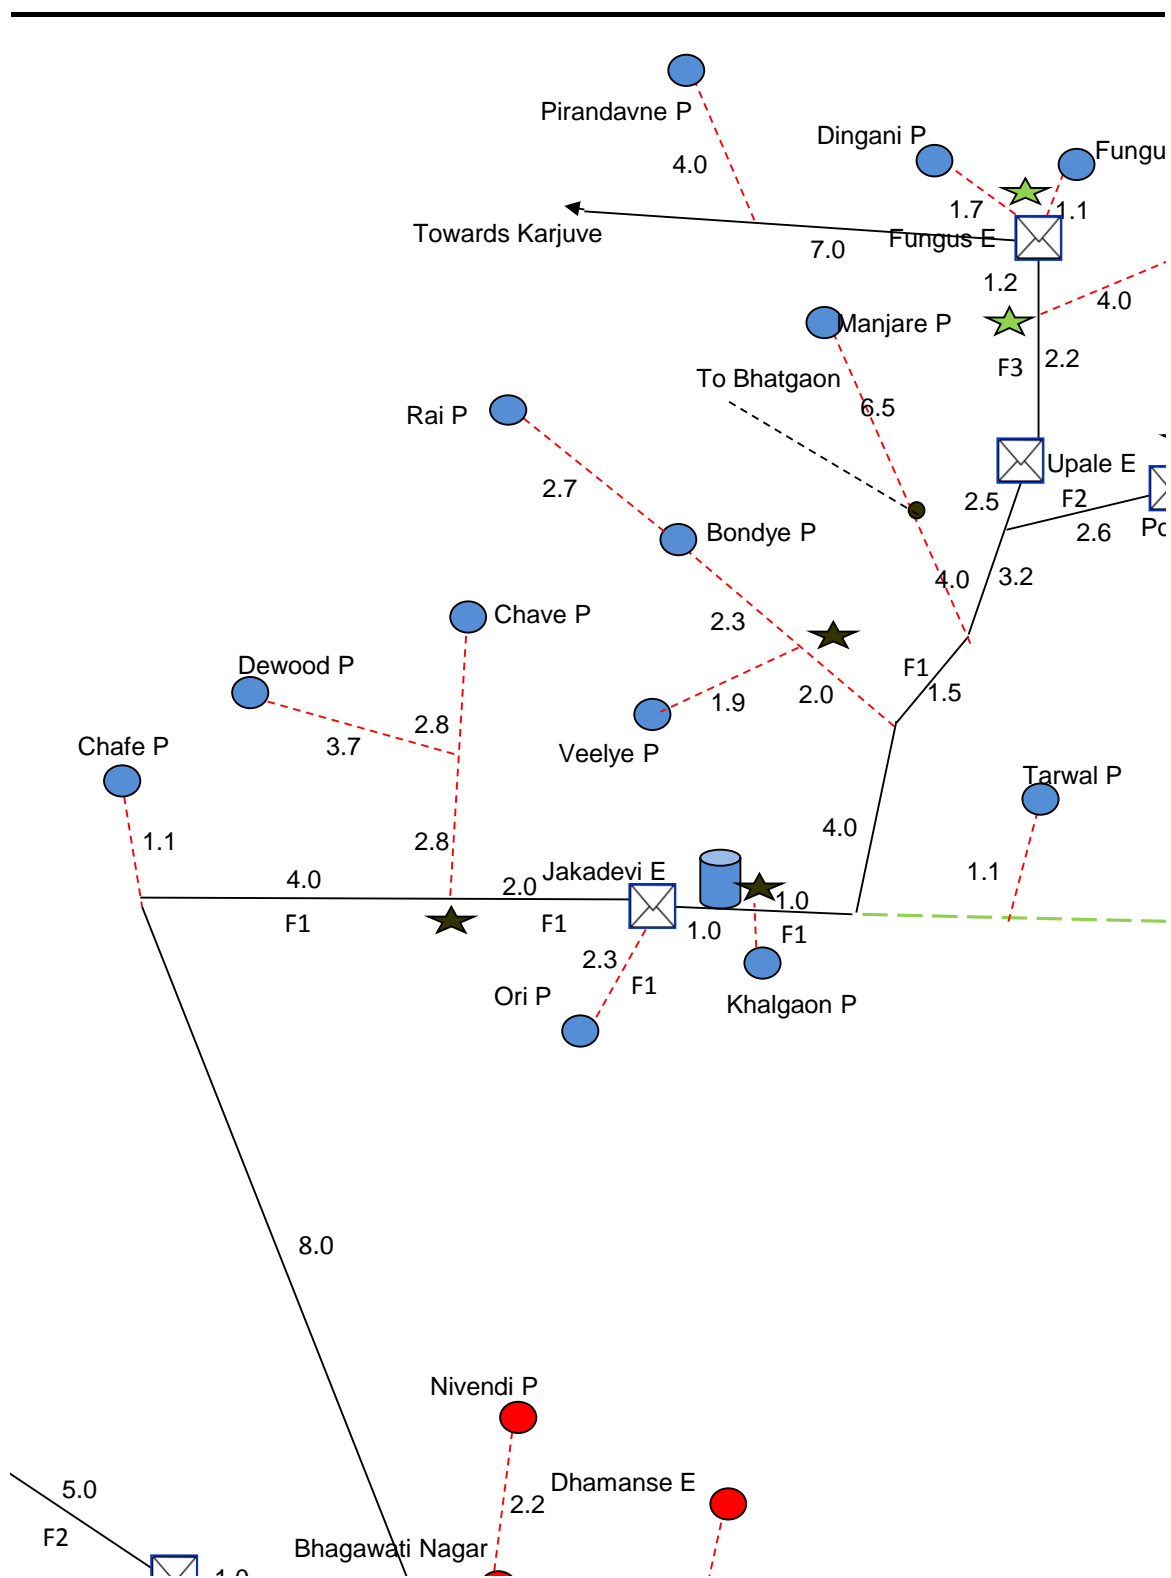 Pirandavne P
Dingani P
Fungu
4.0
1.7
1.1
Towards Karjuve
Fungus E
7.0
1.2
4.0
Manjare P
F3
2.2
To Bhatgaon
6.5
Rai P
Upale E
2.7
2.5
F2
Bondye P
2.6
Po
4.0
3.2
Chave P
2.3
Dewood P
F1
1.9
2.0
1.5
2.8
3.7
Chafe P
Veelye P
Tarwal P
1.1
2.8
4.0
Jakadevi E
1.1
4.0
2.0
1.0
F1
F1
1.0
F1
2.3
F1
Ori P
Khalgaon P
8.0
Nivendi P
5.0
Dhamanse E
2.2
F2
Bhagawati Nagar
1.0